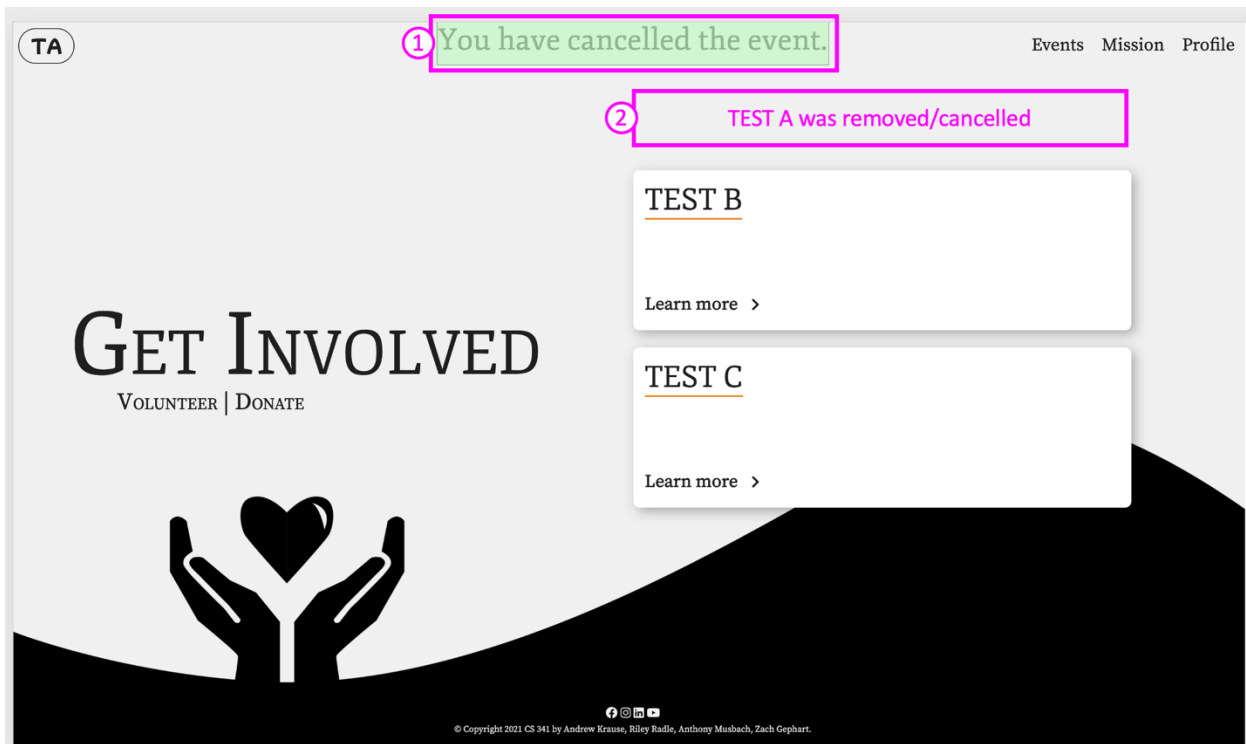 TA
1
You have cancelled the event.
Events Mission Profile
2
TEST A was removed/cancelled
TEST B
Learn more >
GET INVOLVED
VOLUNTEER | DONATE
TEST C
Learn more >
© Copyright 2021 CS 341 by Andrew Krause, Riley Radle, Anthony Musbach, Zach Gephart.